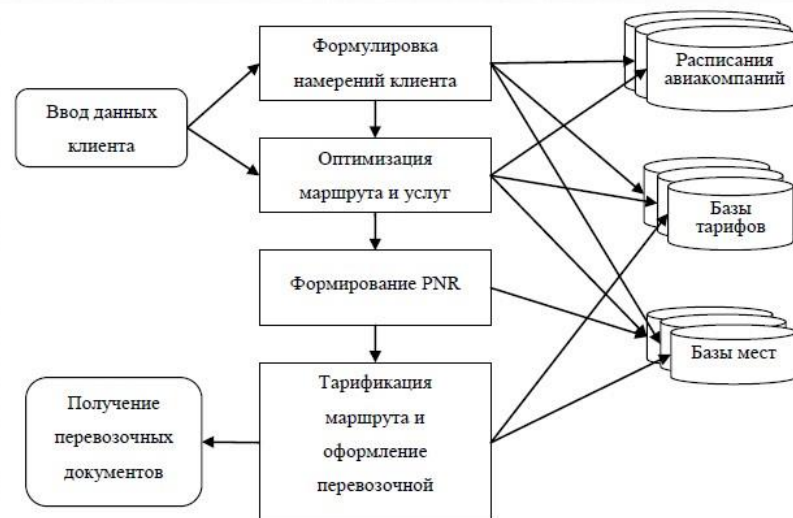 Формулировка
намерений клиента
Расписания
авиакомпаний
Ввод данных
клиента
Оптимизация
маршрута и услуг
Базы
тарифов
Формирование PNR
Базы мест
Получение
перевозочных
документов
Тарификация
маршрута и
оформление
перевозочной